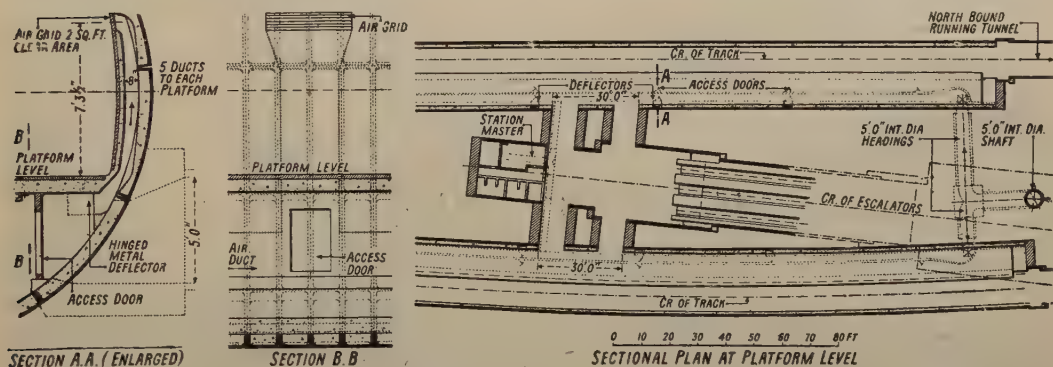 AIR GRID 2 SQ. FT.
CLEAR AREA
7.3½"
6"
5 DUCTS
TO EACH
PLATFORM
B
PLATFORM
LEVEL
5.0"
B
HINGED
METAL
DEFLECTOR
ACCESS DOOR
SECTION A.A. (ENLARGED)
AIR GRID
PLATFORM LEVEL
AIR
DUCT
ACCESS
DOOR
SECTION B.B
NORTH BOUND
RUNNING TUNNEL
CR. OF TRACK
DEFLECTORS
30'.0"
A
ACCESS DOORS
A
STATION
MASTER
5'.0" INT. DIA
HEADINGS
5'.0" INT. DIA.
SHAFT
CR. OF ESCALATORS
30'.0"
CR. OF TRACK
0 10 20 30 40 50 60 70 80 FT
SECTIONAL PLAN AT PLATFORM LEVEL